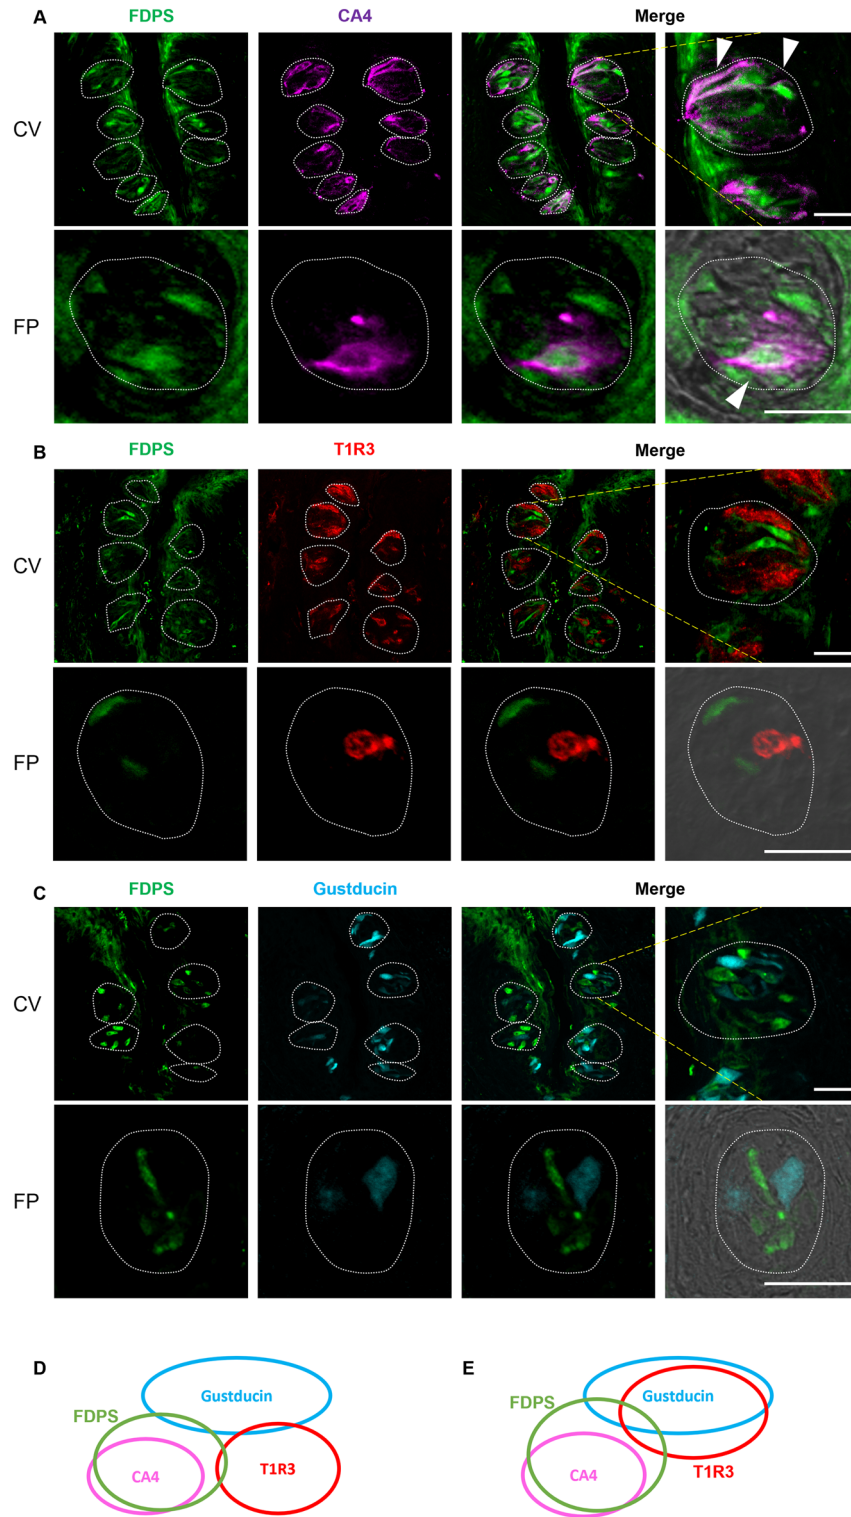 A
FDPS CA4 Merge
CV
FP
B
FDPS T1R3 Merge
CV
FP
C
FDPS Gustducin Merge
CV
FP
D
Gustducin
FDPS
CA4
T1R3
E
Gustducin
FDPS
T1R3
CA4